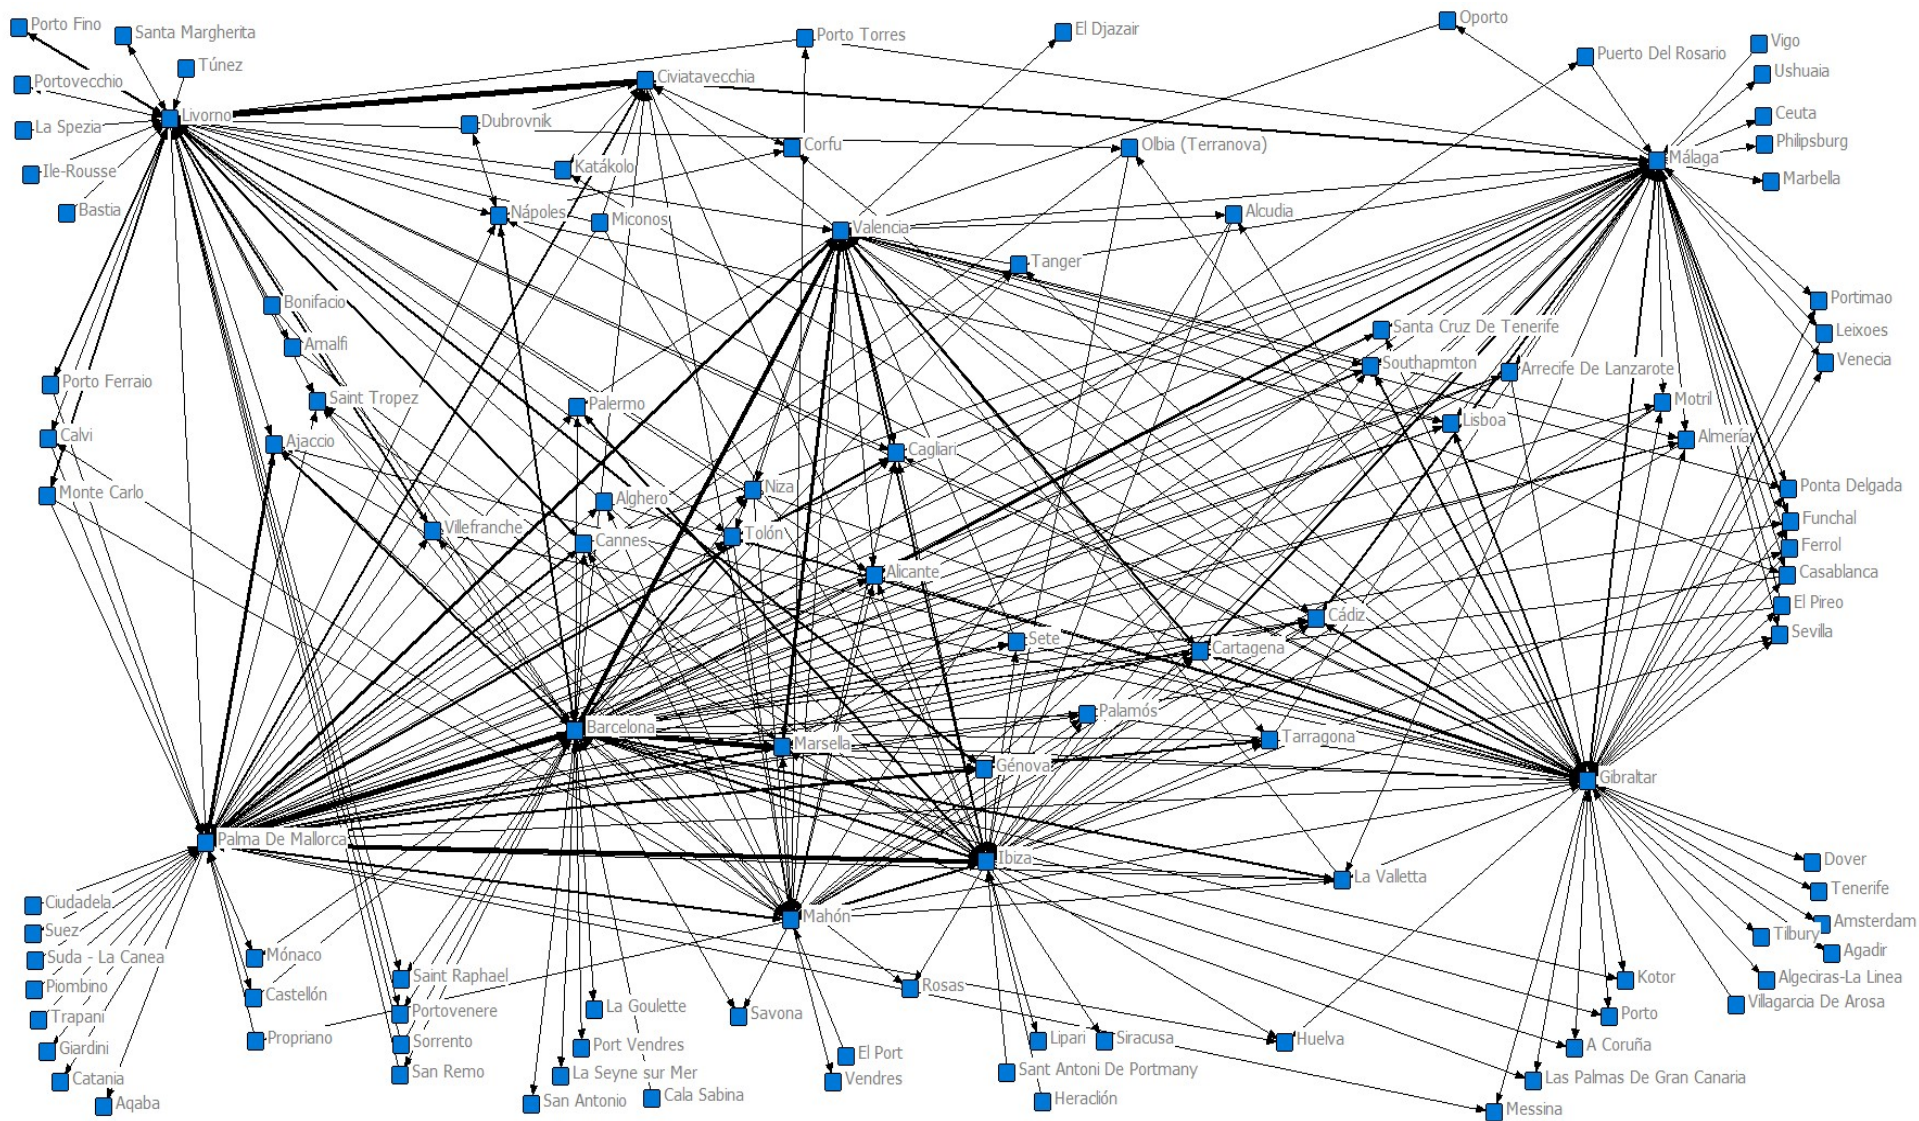 Porto Fino
Santa Margherita
Porto Torres
El Djazair
Oporto
Puerto Del Rosario
Vigo
Túnez
Portovecchio
Civiatavecchia
Ushuaia
Livorno
Dubrovnik
Ceuta
La Spezia
Corfu
Olbia (Terranova)
Philipsburg
Málaga
Ile-Rousse
Katákolo
Marbella
Bastia
Nápoles
Miconos
Valencia
Alcudia
Tanger
Bonifacio
Portimao
Santa Cruz De Tenerife
Leixoes
Amalfi
Southapmton
Arrecife De Lanzarote
Venecia
Porto Ferraio
Saint Tropez
Palermo
Motril
Lisboa
Calvi
Ajaccio
Cagliari
Almería
Monte Carlo
Alghero
Niza
Ponta Delgada
Villefranche
Cannes
Tolón
Funchal
Ferrol
Alicante
Casablanca
El Pireo
Cádiz
Sete
Cartagena
Sevilla
Palamós
Barcelona
Marsella
Tarragona
Génova
Gibraltar
Palma De Mallorca
Ibiza
Dover
La Valletta
Tenerife
Ciudadela
Mahón
Amsterdam
Suez
Tilbury
Mónaco
Agadir
Suda - La Canea
Saint Raphael
Rosas
Kotor
Algeciras-La Linea
Piombino
Castellón
Villagarcia De Arosa
La Goulette
Trapani
Portovenere
Savona
Porto
Propriano
Sorrento
Port Vendres
El Port
Lipari
Siracusa
Huelva
A Coruña
Giardini
San Remo
La Seyne sur Mer
Vendres
Sant Antoni De Portmany
Las Palmas De Gran Canaria
Catania
Aqaba
San Antonio
Cala Sabina
Heraclión
Messina